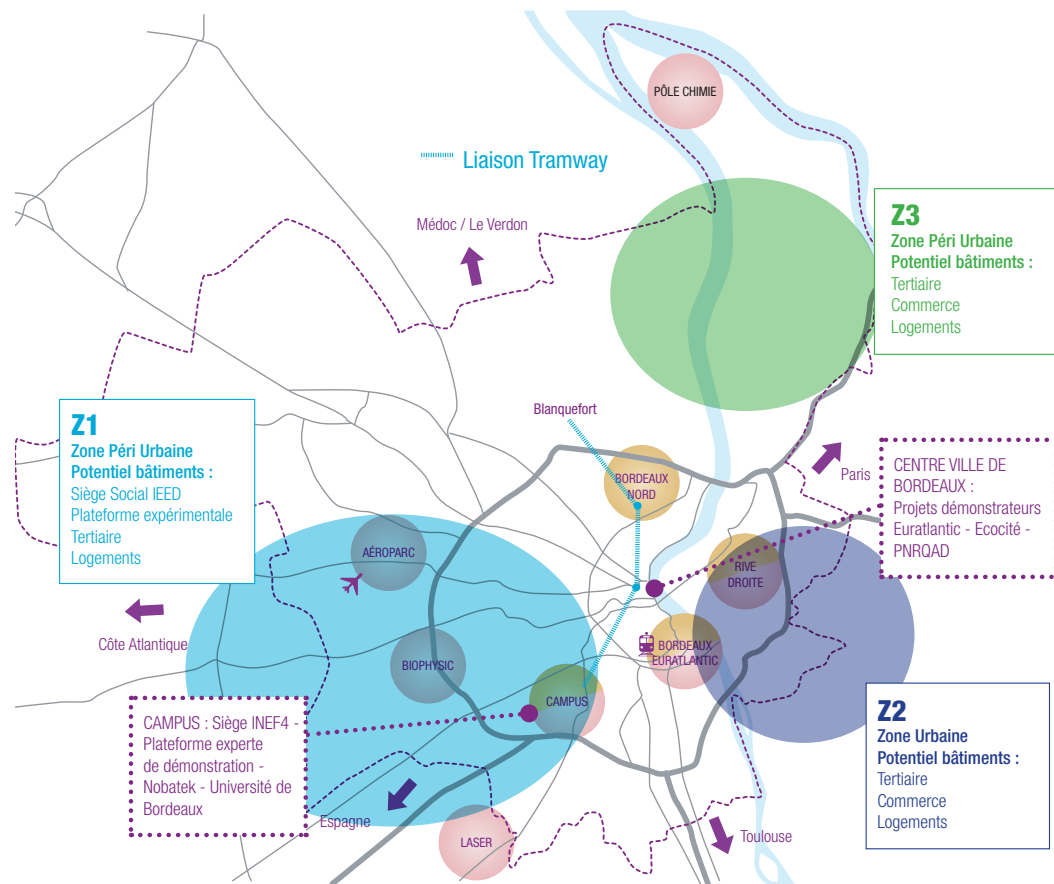 PÔLE CHIMIE
Liaison Tramway
Médoc / Le Verdon
Z3
Zone Péri Urbaine
Potentiel bâtiments :
Tertiaire
Commerce
Logements
Blanquefort
Z1
Zone Péri Urbaine
Potentiel bâtiments :
Siège Social IEED
Plateforme expérimentale
Tertiaire
Logements
BORDEAUX
NORD
Paris
CENTRE VILLE DE
BORDEAUX :
Projets démonstrateurs
Euratlantic - Ecocité -
PNRQAD
AÉROPARC
RIVE
DROITE
Côte Atlantique
BIOPHYSIC
BORDEAUX
EURATLANTIC
CAMPUS
CAMPUS : Siège INEF4 -
Plateforme experte
de démonstration -
Nobatek - Université de
Bordeaux
Z2
Zone Urbaine
Potentiel bâtiments :
Tertiaire
Commerce
Logements
Espagne
LASER
Toulouse